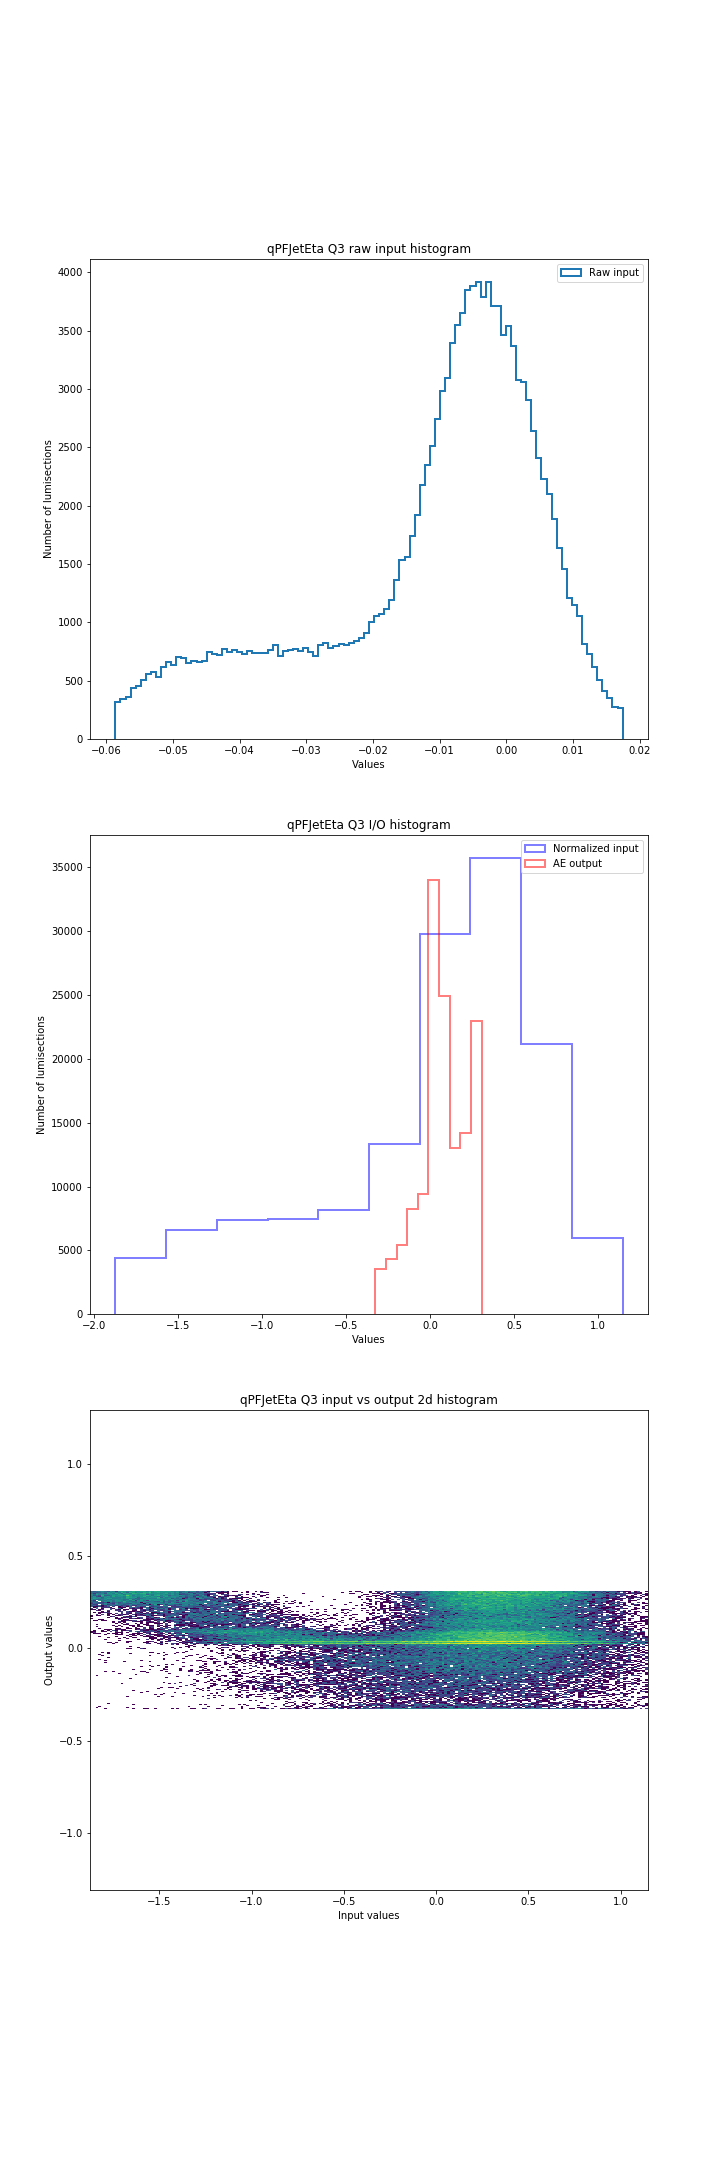 qPFJetEta Q3 raw input histogram
4000
3500
3000
2500
2000
1500
1000
500
0
Number of lumisections
Raw input
−0.06 −0.05 −0.04 −0.03 −0.02 −0.01 0.00 0.01 0.02
Values
qPFJetEta Q3 I/O histogram
35000
30000
25000
20000
15000
10000
5000
0
Number of lumisections
Normalized input
AE output
−2.0 −1.5 −1.0 −0.5 0.0 0.5 1.0
Values
qPFJetEta Q3 input vs output 2d histogram
1.0
0.5
0.0
−0.5
−1.0
Output values
−1.5 −1.0 −0.5 0.0 0.5 1.0
Input values